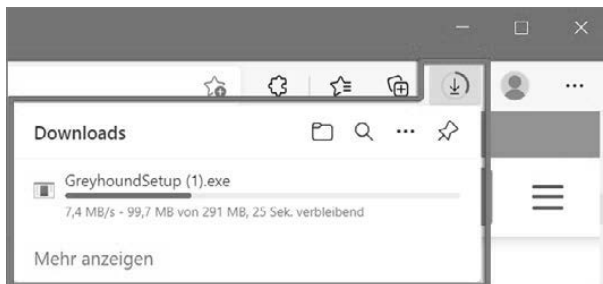 Downloads
GreyhoundSetup (1).exe
7,4 MB/s - 99,7 MB von 291 MB, 25 Sek. verbleibend
Mehr anzeigen